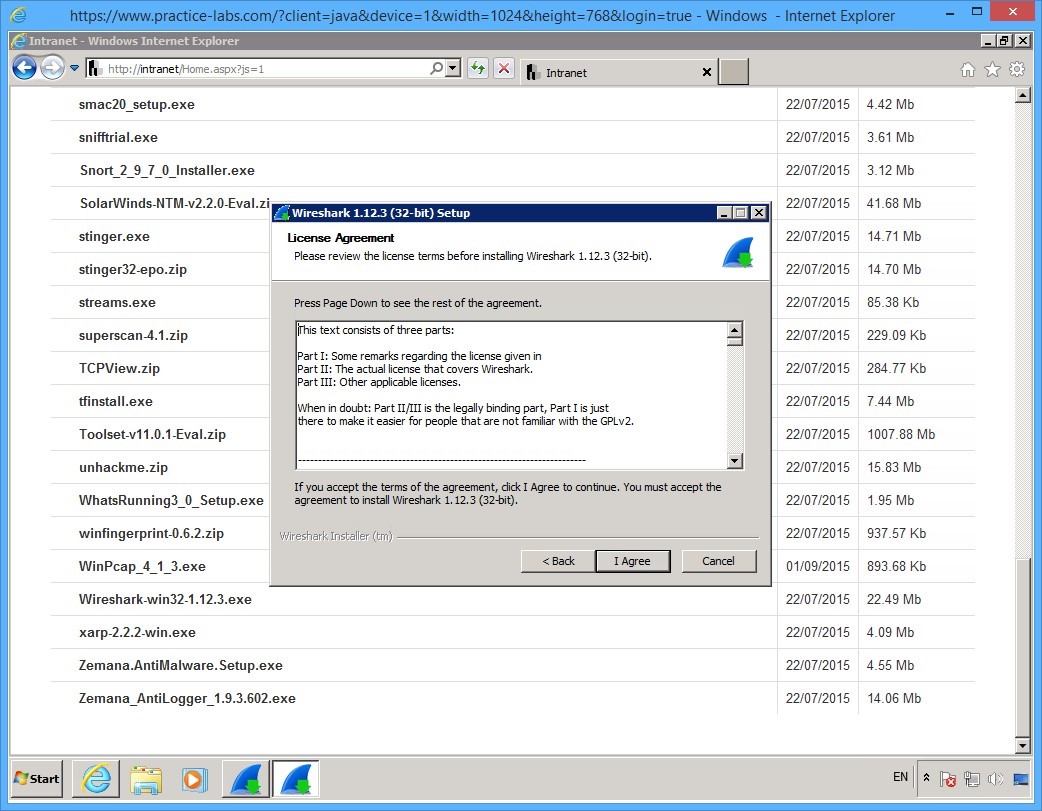 https://www.practice-labs.com/?client=java&device=1&width=1024&height=768&login=true - Windows - Internet Explorer
Intranet - Windows Internet Explorer
http://intranet/Home.aspx?js=1
Intranet
smac20_setup.exe 22/07/2015 4.42 Mb
snifftrial.exe 22/07/2015 3.61 Mb
Snort_2_9_7_0_Installer.exe 22/07/2015 3.12 Mb
SolarWinds-NTM-v2.2.0-Eval.zi 22/07/2015 41.68 Mb
stinger.exe 22/07/2015 14.71 Mb
stinger32-epo.zip 22/07/2015 14.70 Mb
streams.exe 22/07/2015 85.38 Kb
superscan-4.1.zip 22/07/2015 229.09 Kb
TCPView.zip 22/07/2015 284.77 Kb
tfinstall.exe 22/07/2015 7.44 Mb
Toolset-v11.0.1-Eval.zip 22/07/2015 1007.88 Mb
unhackme.zip 22/07/2015 15.83 Mb
WhatsRunning3_0_Setup.exe 22/07/2015 1.95 Mb
winfingerprint-0.6.2.zip 22/07/2015 937.57 Kb
WinPcap_4_1_3.exe 01/09/2015 893.68 Kb
Wireshark-win32-1.12.3.exe 22/07/2015 22.49 Mb
xarp-2.2.2-win.exe 22/07/2015 4.09 Mb
Zemana.AntiMalware.Setup.exe 22/07/2015 4.55 Mb
Zemana_AntiLogger_1.9.3.602.exe 22/07/2015 14.06 Mb
Wireshark 1.12.3 (32-bit) Setup
License Agreement
Please review the license terms before installing Wireshark 1.12.3 (32-bit).
Press Page Down to see the rest of the agreement.
This text consists of three parts:
Part I: Some remarks regarding the license given in
Part II: The actual license that covers Wireshark.
Part III: Other applicable licenses.
When in doubt: Part II/III is the legally binding part, Part I is just
there to make it easier for people that are not familiar with the GPLv2.
If you accept the terms of the agreement, click I Agree to continue. You must accept the
agreement to install Wireshark 1.12.3 (32-bit).
Wireshark Installer (tm)
< Back I Agree Cancel
Start EN